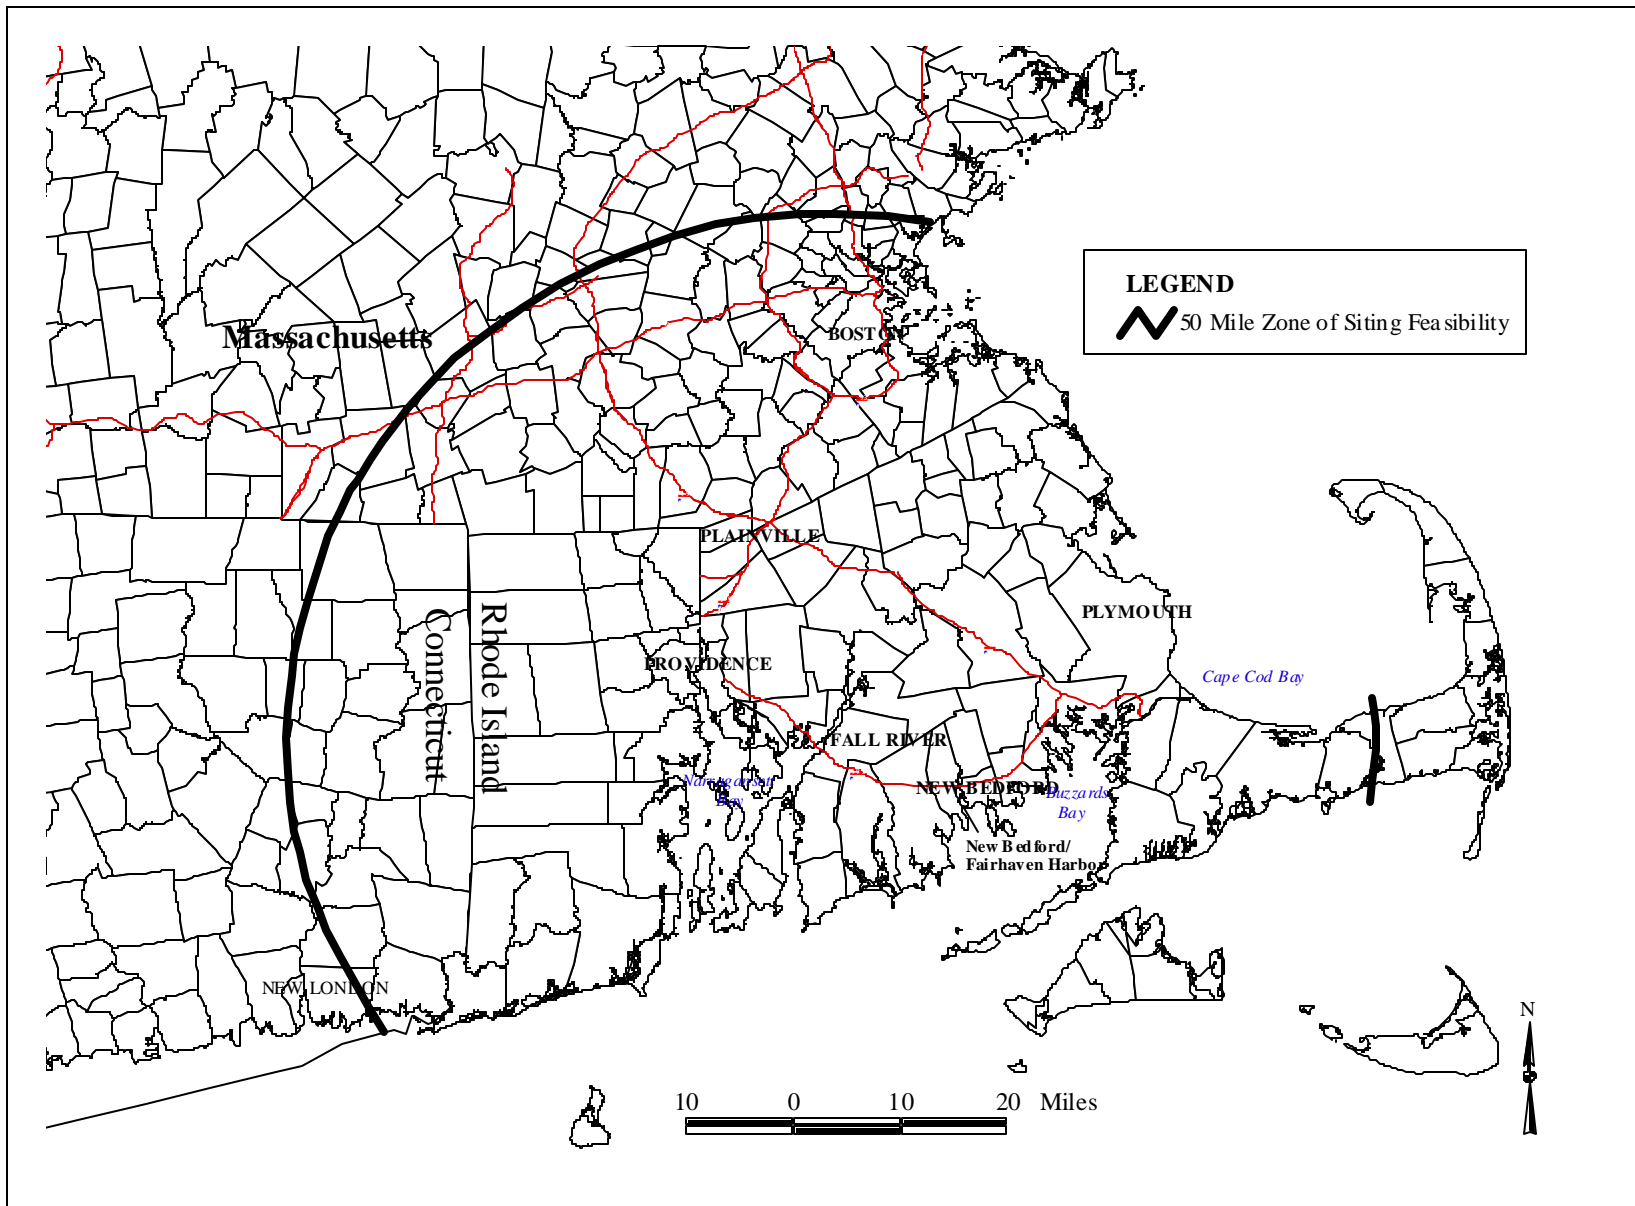 LEGEND
50 Mile Zone of Siting Feasibility
Massachusetts
BOSTON
PLAINVILLE
Rhode Island
Connecticut
PLYMOUTH
PROVIDENCE
Cape Cod Bay
FALL RIVER
Narragansett
Bay
NEW BEDFORD
Buzzards
Bay
New Bedford/
Fairhaven Harbor
NEW LONDON
N
10 0 10 20 Miles